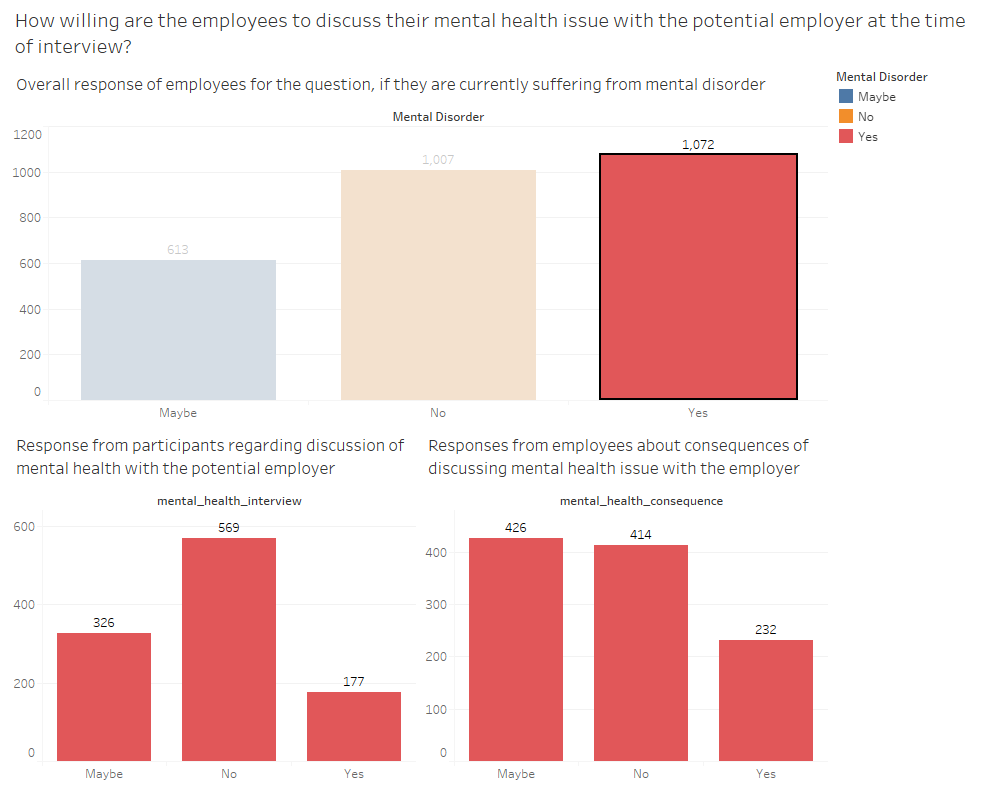 How willing are the employees to discuss their mental health issue with the potential employer at the time
of interview?
Overall response of employees for the question, if they are currently suffering from mental disorder
Mental Disorder
Maybe
No
Yes
Mental Disorder
1200
1000
800
600
400
200
0
613
1,007
1,072
Maybe
No
Yes
Response from participants regarding discussion of
mental health with the potential employer
mental_health_interview
600
400
200
0
326
569
177
Maybe
No
Yes
Responses from employees about consequences of
discussing mental health issue with the employer
mental_health_consequence
400
300
200
100
0
426
414
232
Maybe
No
Yes